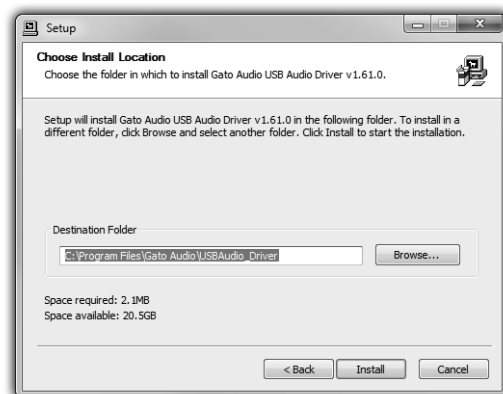 Setup
Choose Install Location
Choose the folder in which to install Gato Audio USB Audio Driver v1.61.0.
Setup will install Gato Audio USB Audio Driver v1.61.0 in the following folder. To install in a
different folder, click Browse and select another folder. Click Install to start the installation.
Destination Folder
C:\Program Files\Gato Audio\USBAudio_Driver
Browse...
Space required: 2.1MB
Space available: 20.5GB
< Back Install Cancel